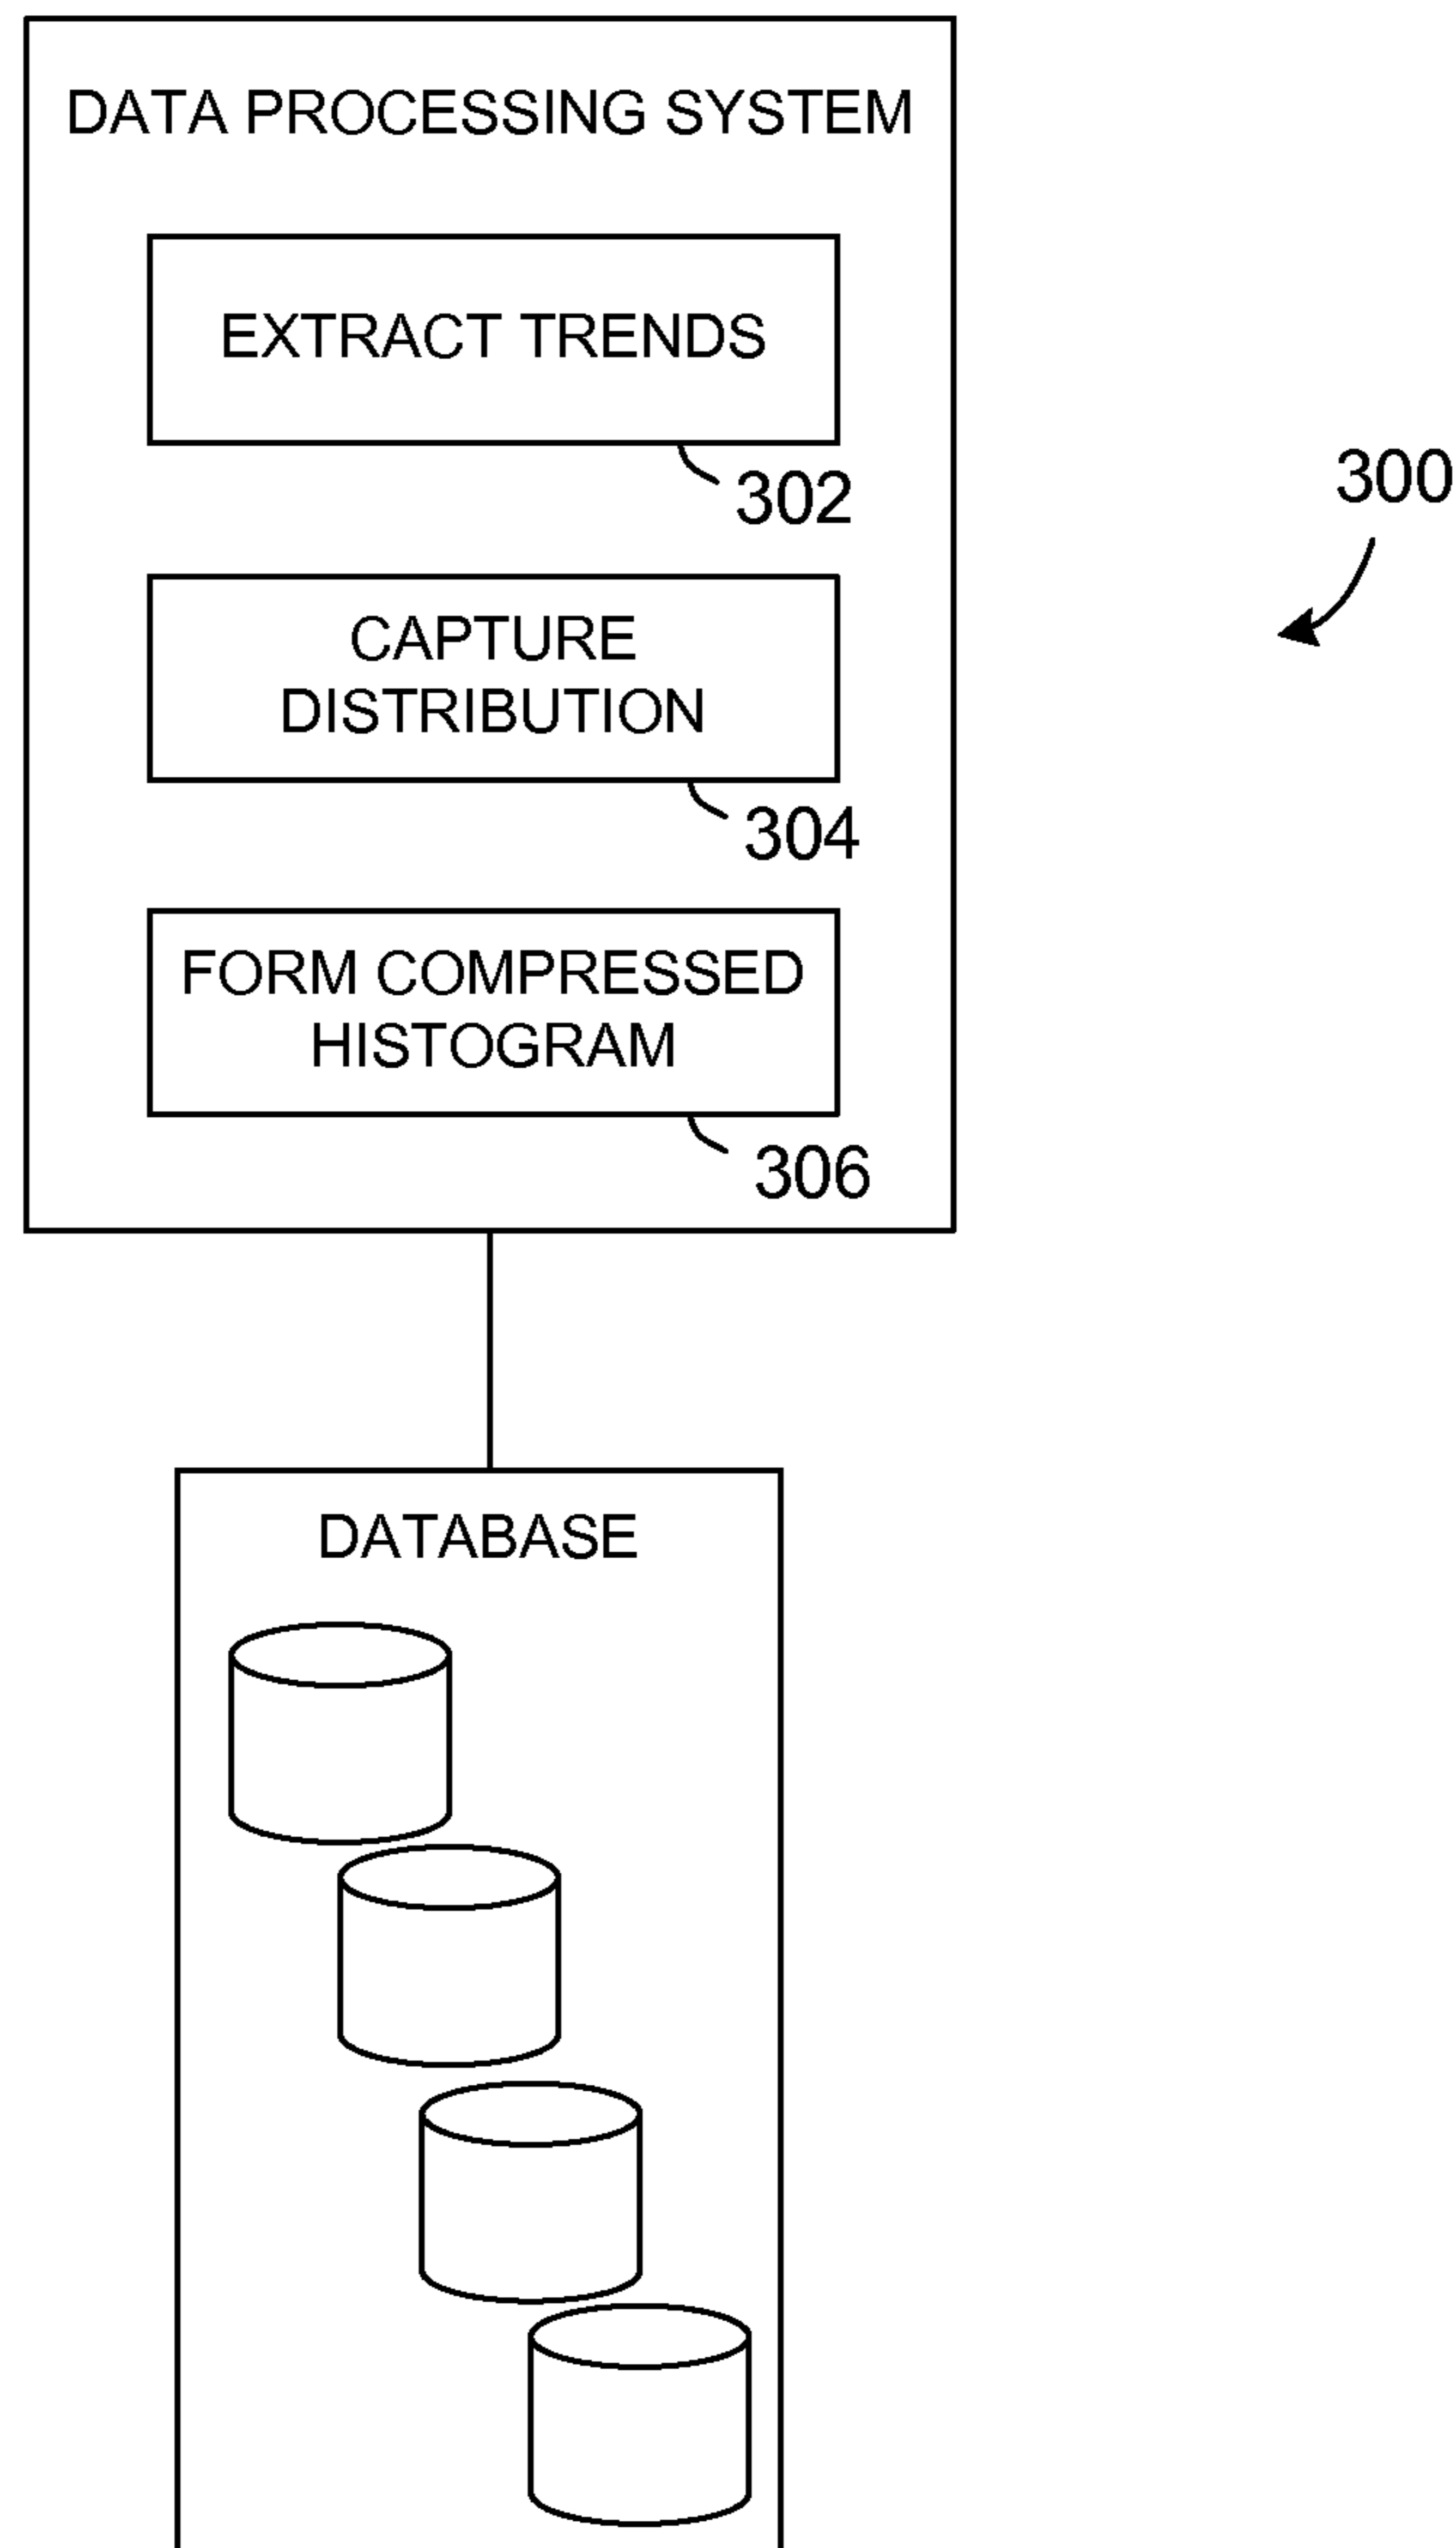 DATA PROCESSING SYSTEM
EXTRACT TRENDS
302
300
CAPTURE
DISTRIBUTION
304
FORM COMPRESSED
HISTOGRAM
306
DATABASE